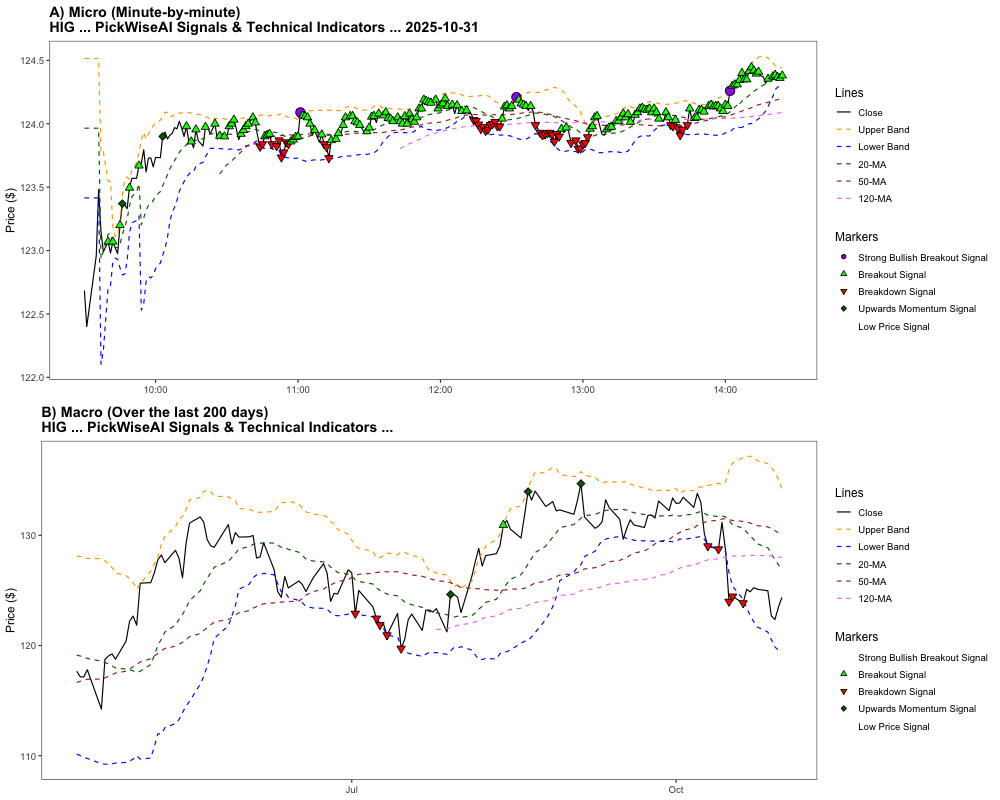 A) Micro (Minute-by-minute)
HIG ... PickWiseAI Signals & Technical Indicators ... 2025-10-31
Price ($)
124.5
124.0
123.5
123.0
122.5
122.0
10:00
11:00
12:00
13:00
14:00
Lines
Close
Upper Band
Lower Band
20-MA
50-MA
120-MA
Markers
Strong Bullish Breakout Signal
Breakout Signal
Breakdown Signal
Upwards Momentum Signal
Low Price Signal
B) Macro (Over the last 200 days)
HIG ... PickWiseAI Signals & Technical Indicators ...
Price ($)
130
120
110
Jul
Oct
Lines
Close
Upper Band
Lower Band
20-MA
50-MA
120-MA
Markers
Strong Bullish Breakout Signal
Breakout Signal
Breakdown Signal
Upwards Momentum Signal
Low Price Signal